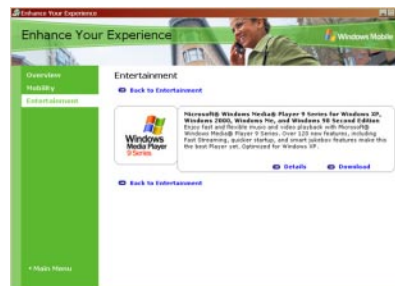 Enhance Your Experience
Enhance Your Experience
Windows Mobile
Overview
Mobility
Entertainment
Entertainment
Back to Entertainment
Windows
Media Player
9 Series
Microsoft® Windows Media® Player 9 Series for Windows XP,
Windows 2000, Windows Me, and Windows 98 Second Edition
Enjoy fast and flexible music and video playback with Microsoft®
Windows Media® Player 9 Series. Over 120 new features, including
Fast Streaming, quicker startup, and smart jukebox features make this
the best Player yet. Optimized for Windows XP.
Details
Download
Back to Entertainment
Main Menu